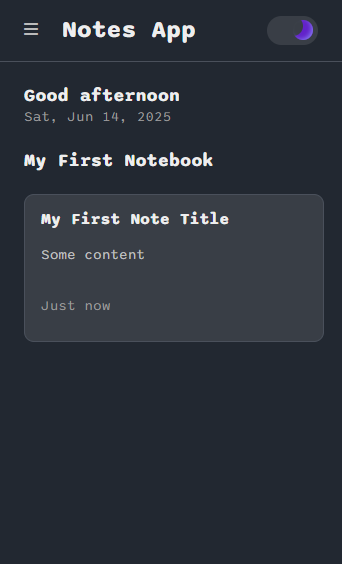 Notes App
Good afternoon
Sat, Jun 14, 2025
My First Notebook
My First Note Title
Some content
Just now